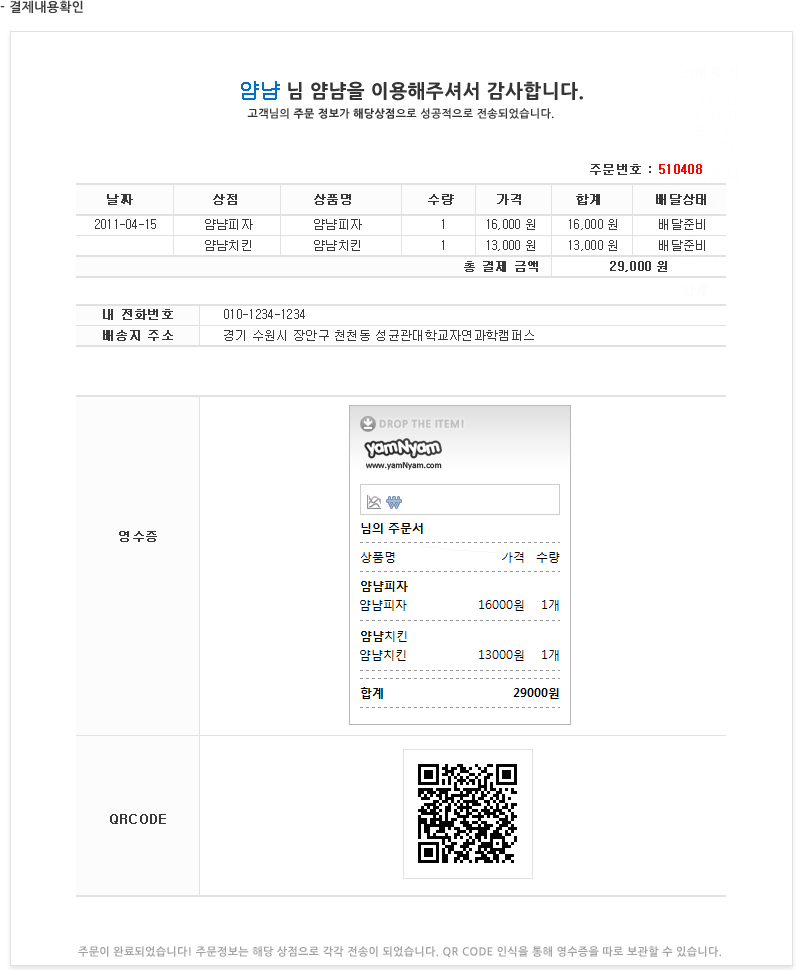 - 결제내용확인
얌냠 님 얌냠을 이용해주셔서 감사합니다.
고객님의 주문 정보가 해당상점으로 성공적으로 전송되었습니다.
주문번호 : 510408
날짜 상점 상품명 수량 가격 합계 배달상태
2011-04-15 얌냠피자 얌냠피자 1 16,000 원 16,000 원 배달준비
얌냠치킨 얌냠치킨 1 13,000 원 13,000 원 배달준비
총 결제 금액 29,000 원
내 전화번호 010-1234-1234
배송지 주소 경기 수원시 장안구 천천동 성균관대학교자연과학캠퍼스
영수증
DROP THE ITEM!
yamNyam
www.yamNyam.com
님의 주문서
상품명 가격 수량
얌냠피자
얌냠피자 16000원 1개
얌냠치킨
얌냠치킨 13000원 1개
합계 29000원
QRCODE
주문이 완료되었습니다! 주문정보는 해당 상점으로 각각 전송이 되었습니다. QR CODE 인식을 통해 영수증을 따로 보관할 수 있습니다.